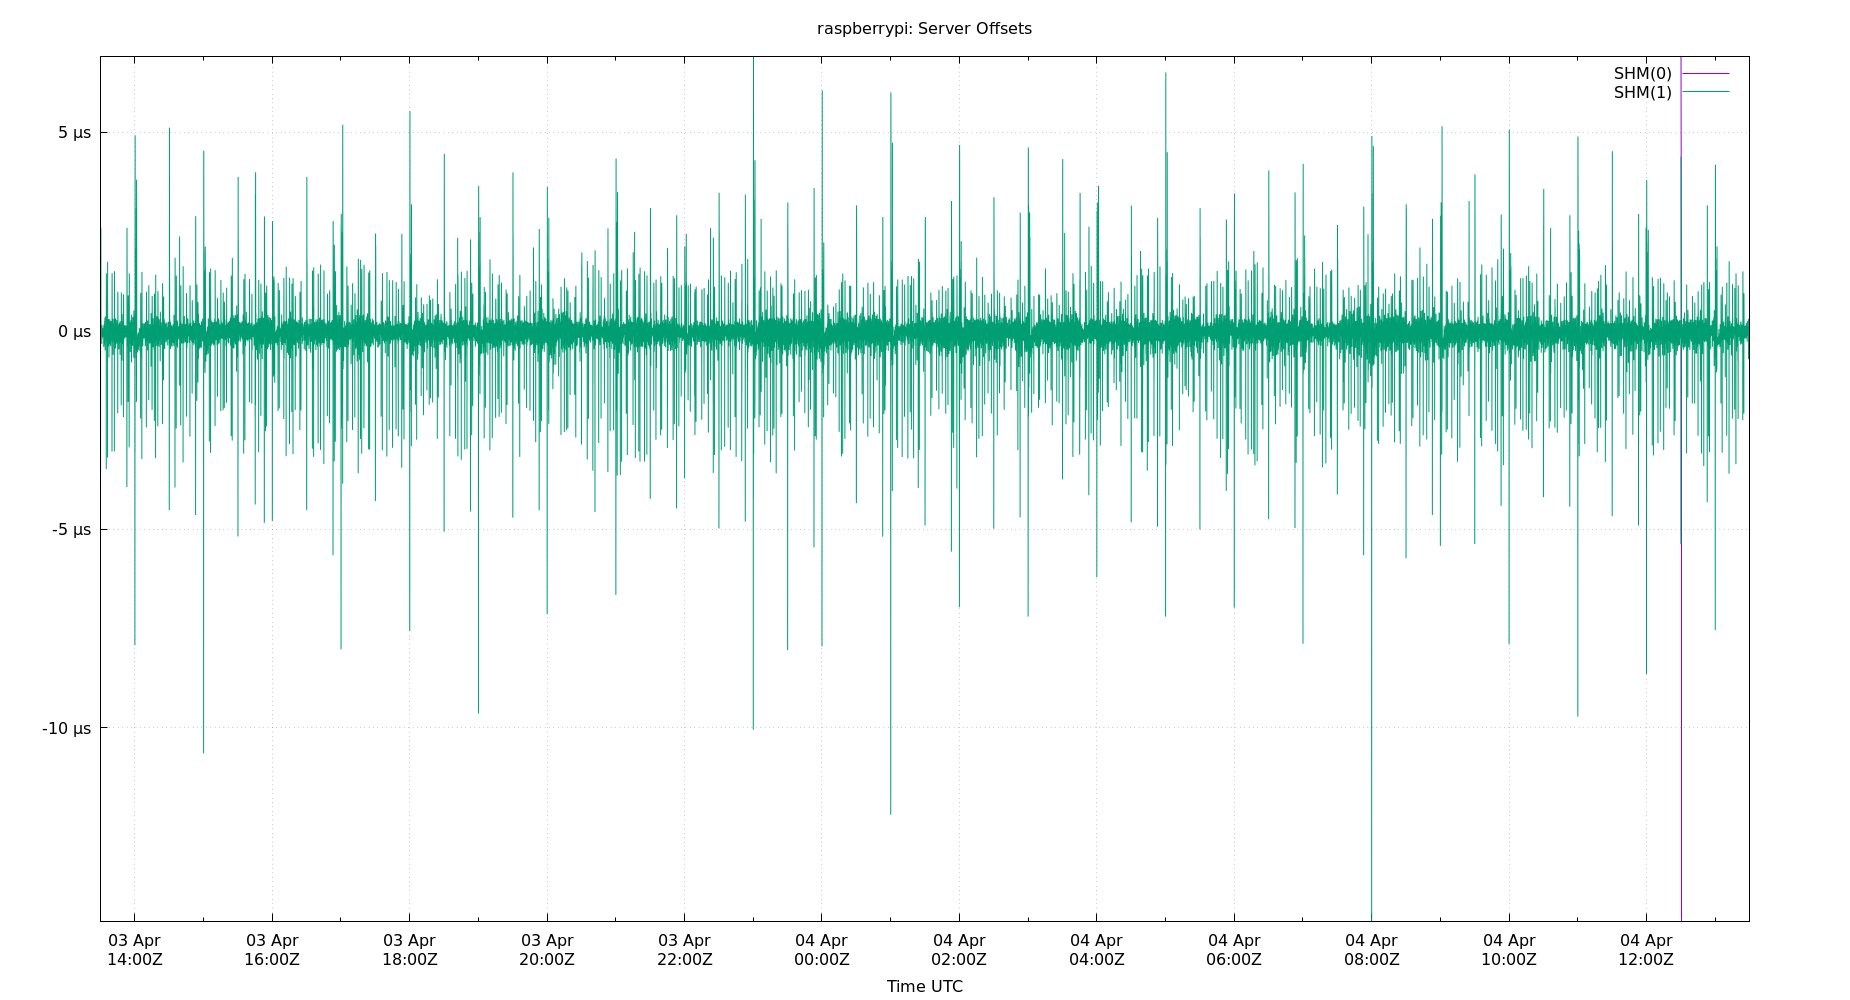 raspberrypi: Server Offsets
SHM(0)
SHM(1)
5 µs
0 µs
-5 µs
-10 µs
03 Apr 03 Apr 03 Apr 03 Apr 03 Apr 04 Apr 04 Apr 04 Apr 04 Apr 04 Apr 04 Apr 04 Apr
14:00Z 16:00Z 18:00Z 20:00Z 22:00Z 00:00Z 02:00Z 04:00Z 06:00Z 08:00Z 10:00Z 12:00Z
Time UTC